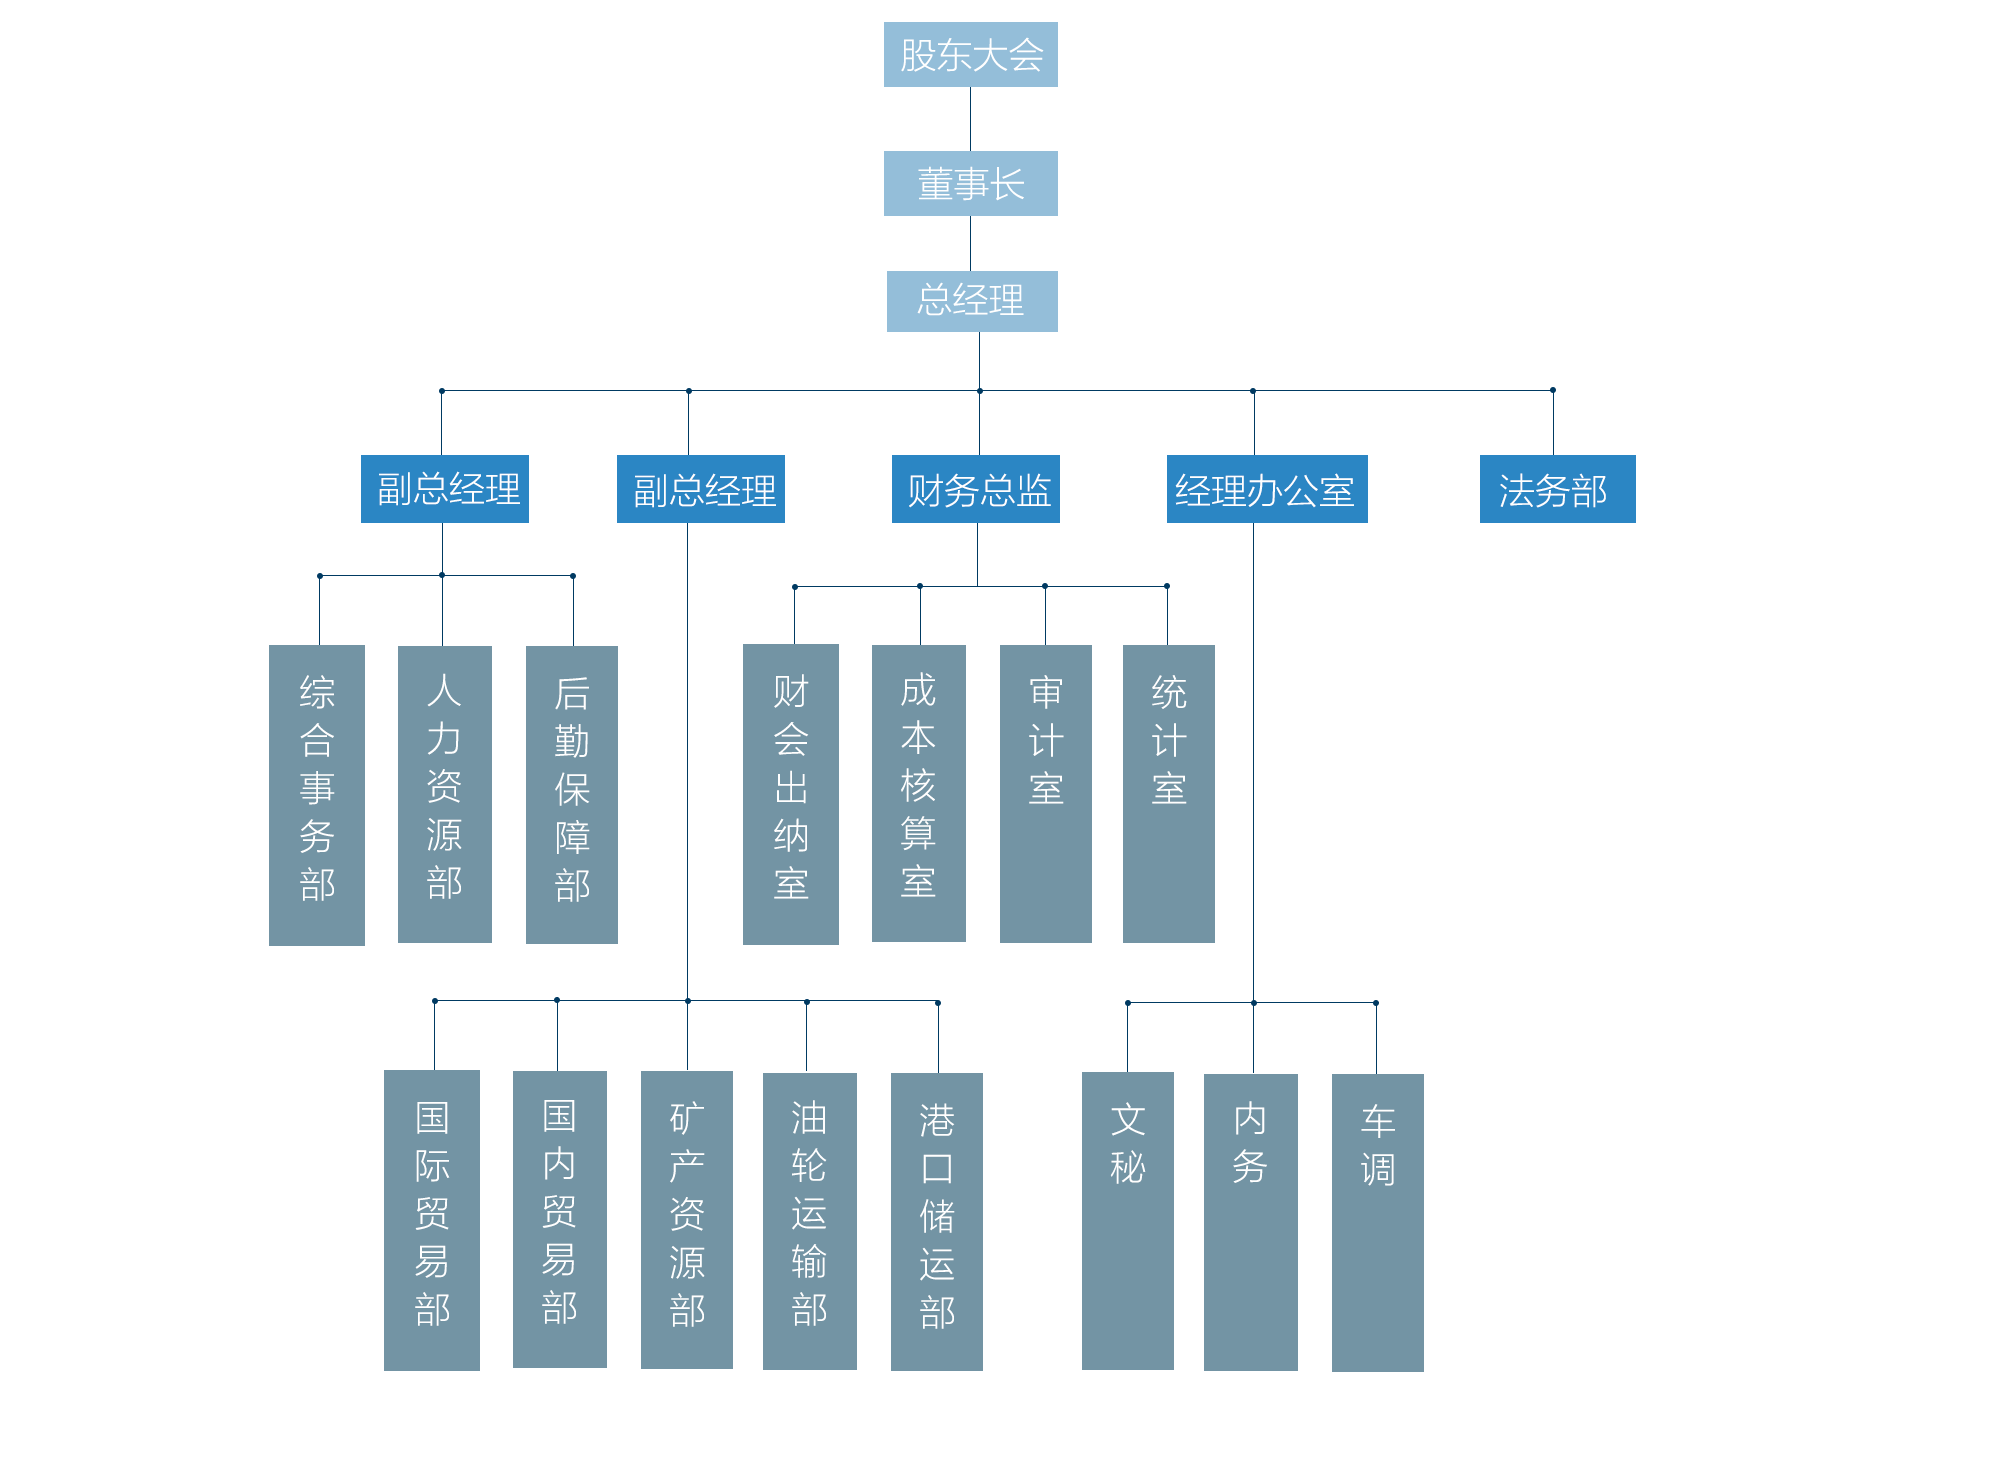 股东大会
董事长
总经理
副总经理
副总经理
财务总监
经理办公室
法务部
综合事务部
人力资源部
后勤保障部
财会出纳室
成本核算室
审计室
统计室
国际贸易部
国内贸易部
矿产资源部
油轮运输部
港口储运部
文秘
内务
车调